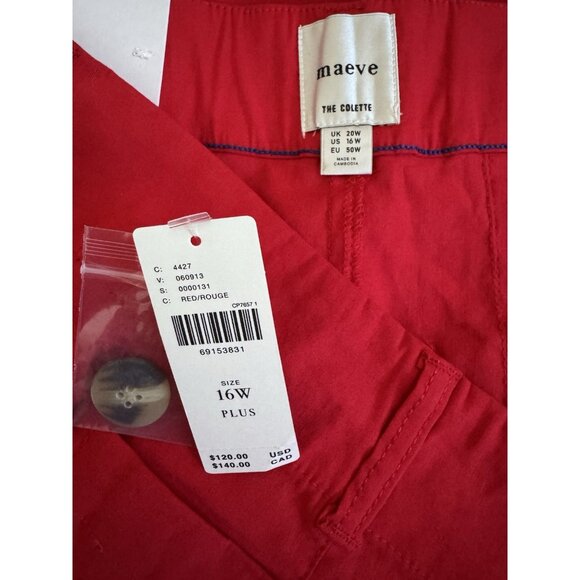 maeve
THE COLETTE
UK 20W
US 16W
EU 50W
MADE IN
CAMBODIA
C: 4427
V: 060913
S: 0000131
C: RED/ROUGE
CP7657 1
69153831
SIZE
16W
PLUS
$120.00 USD
$140.00 CAD